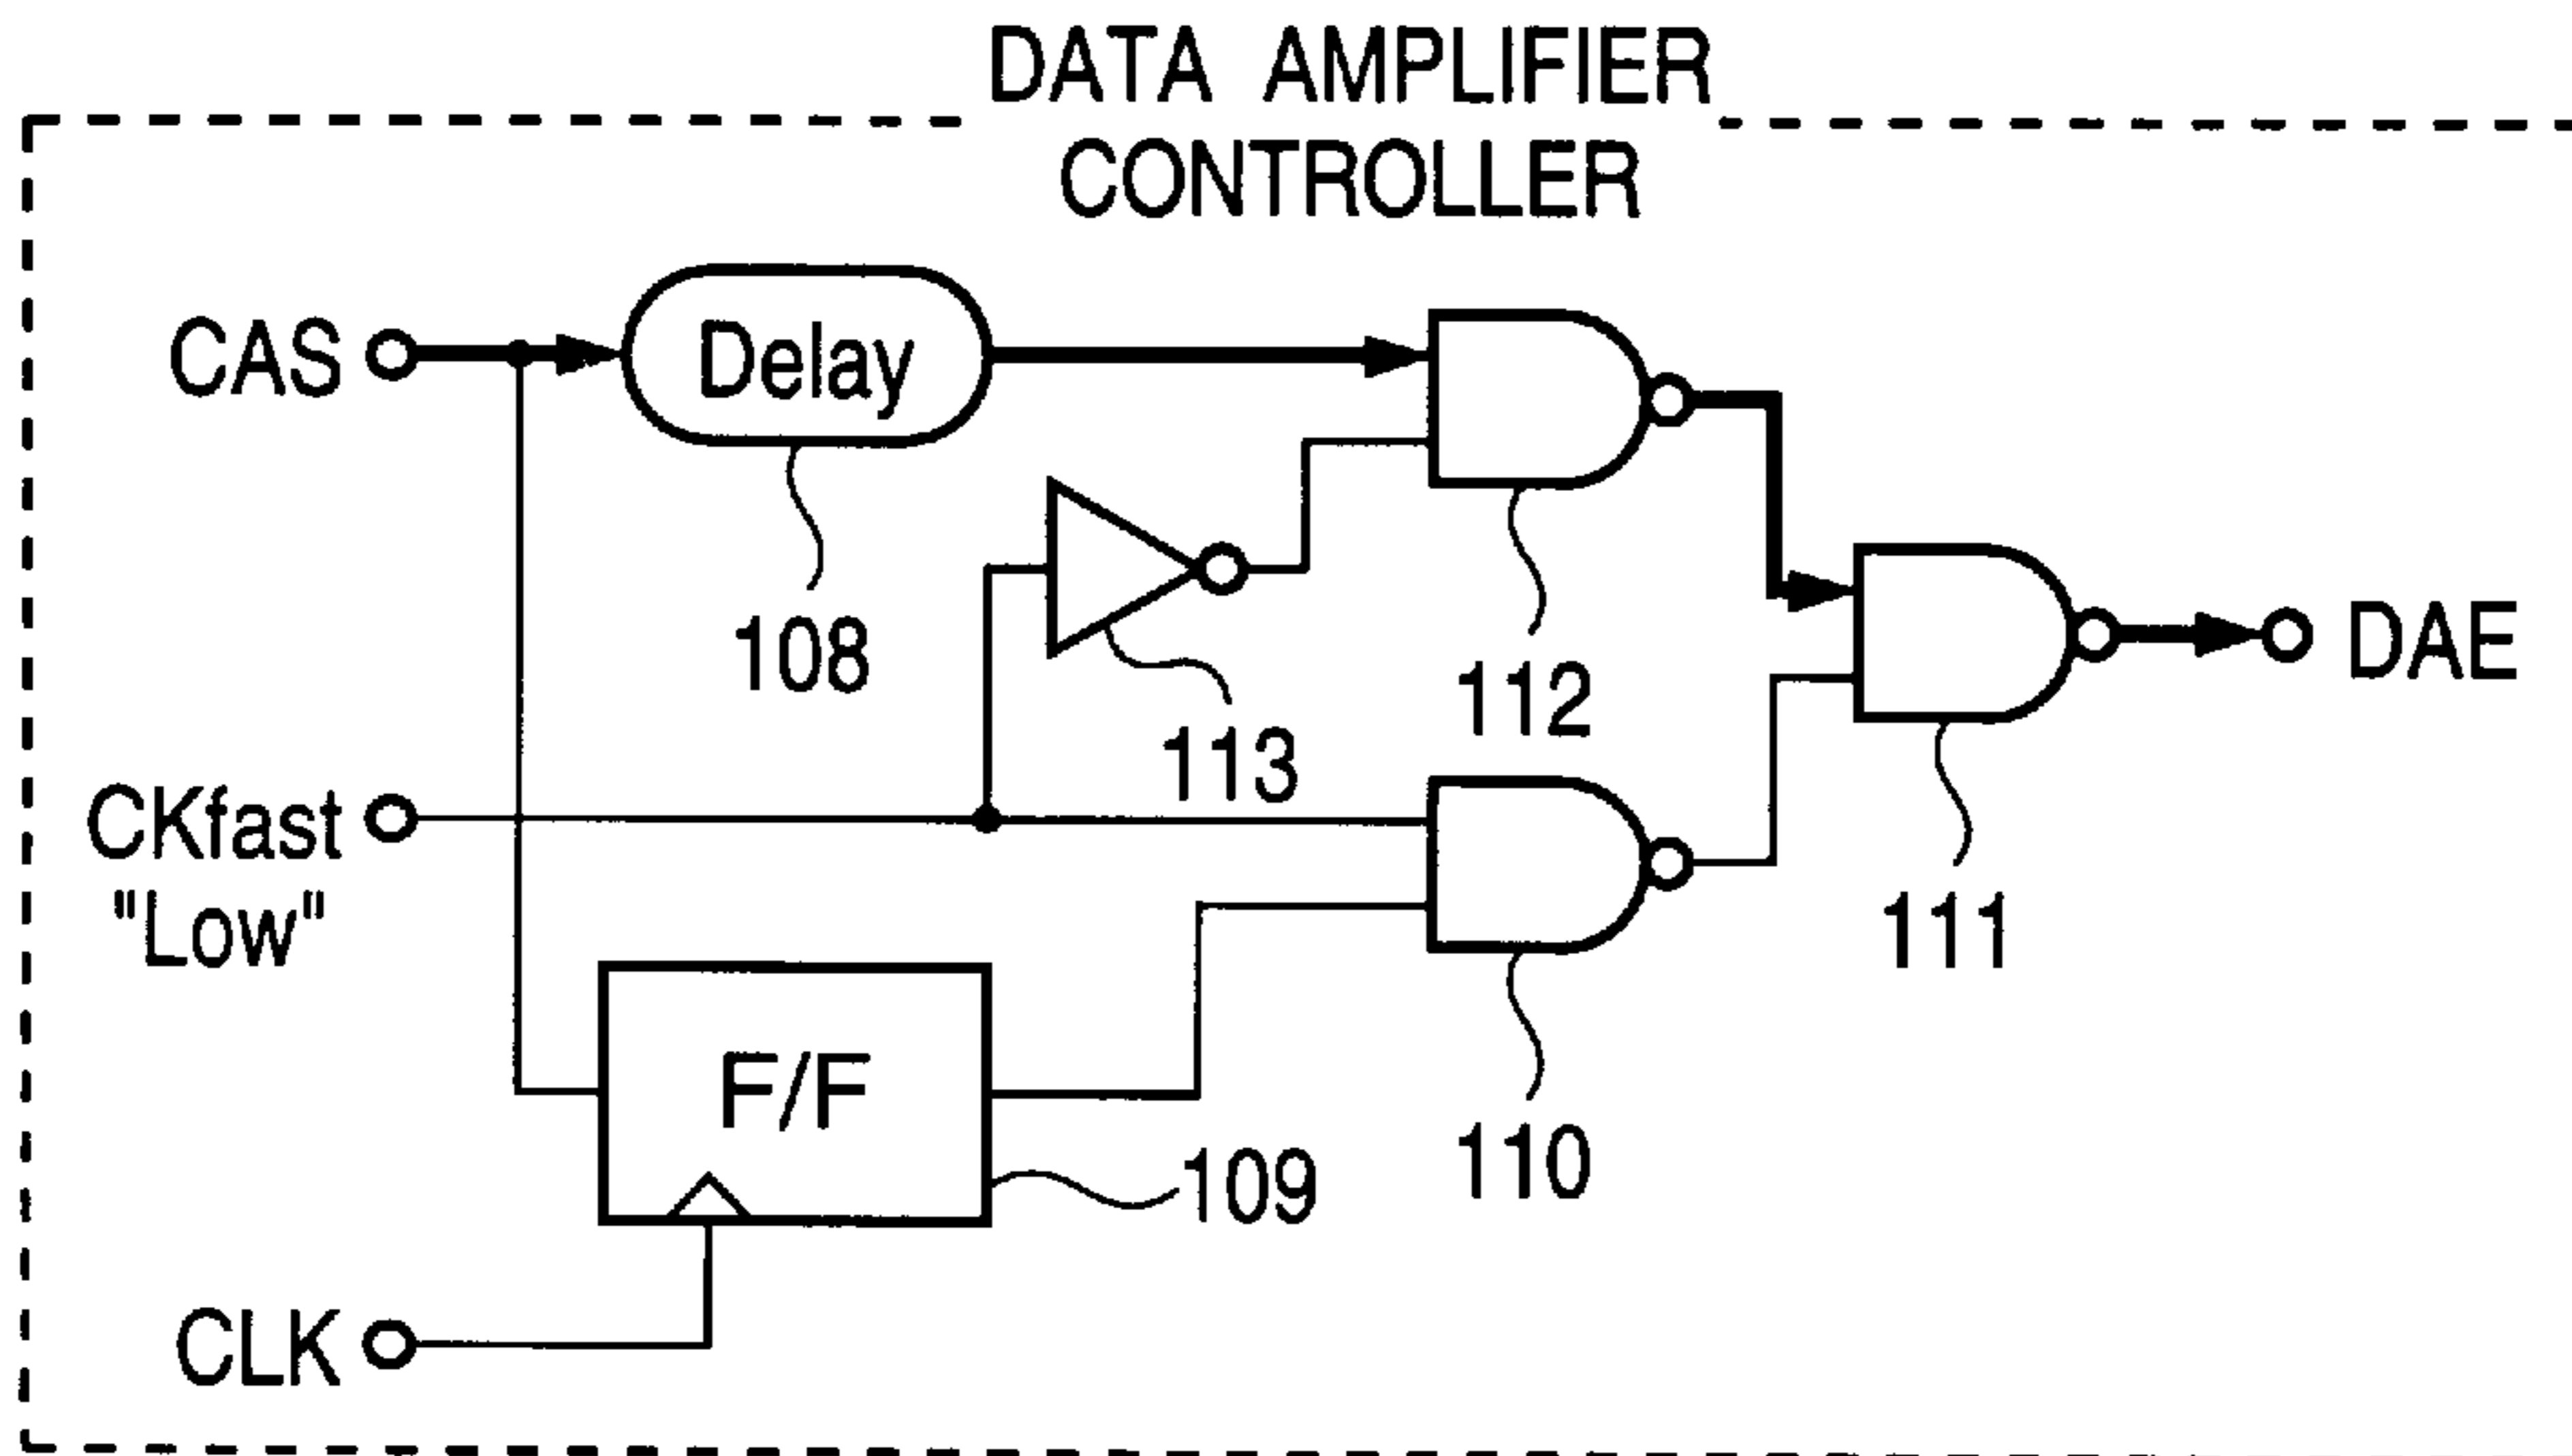 DATA AMPLIFIER
CONTROLLER
CAS
Delay
108
113
112
DAE
CKfast
"Low"
111
F/F
109
110
CLK